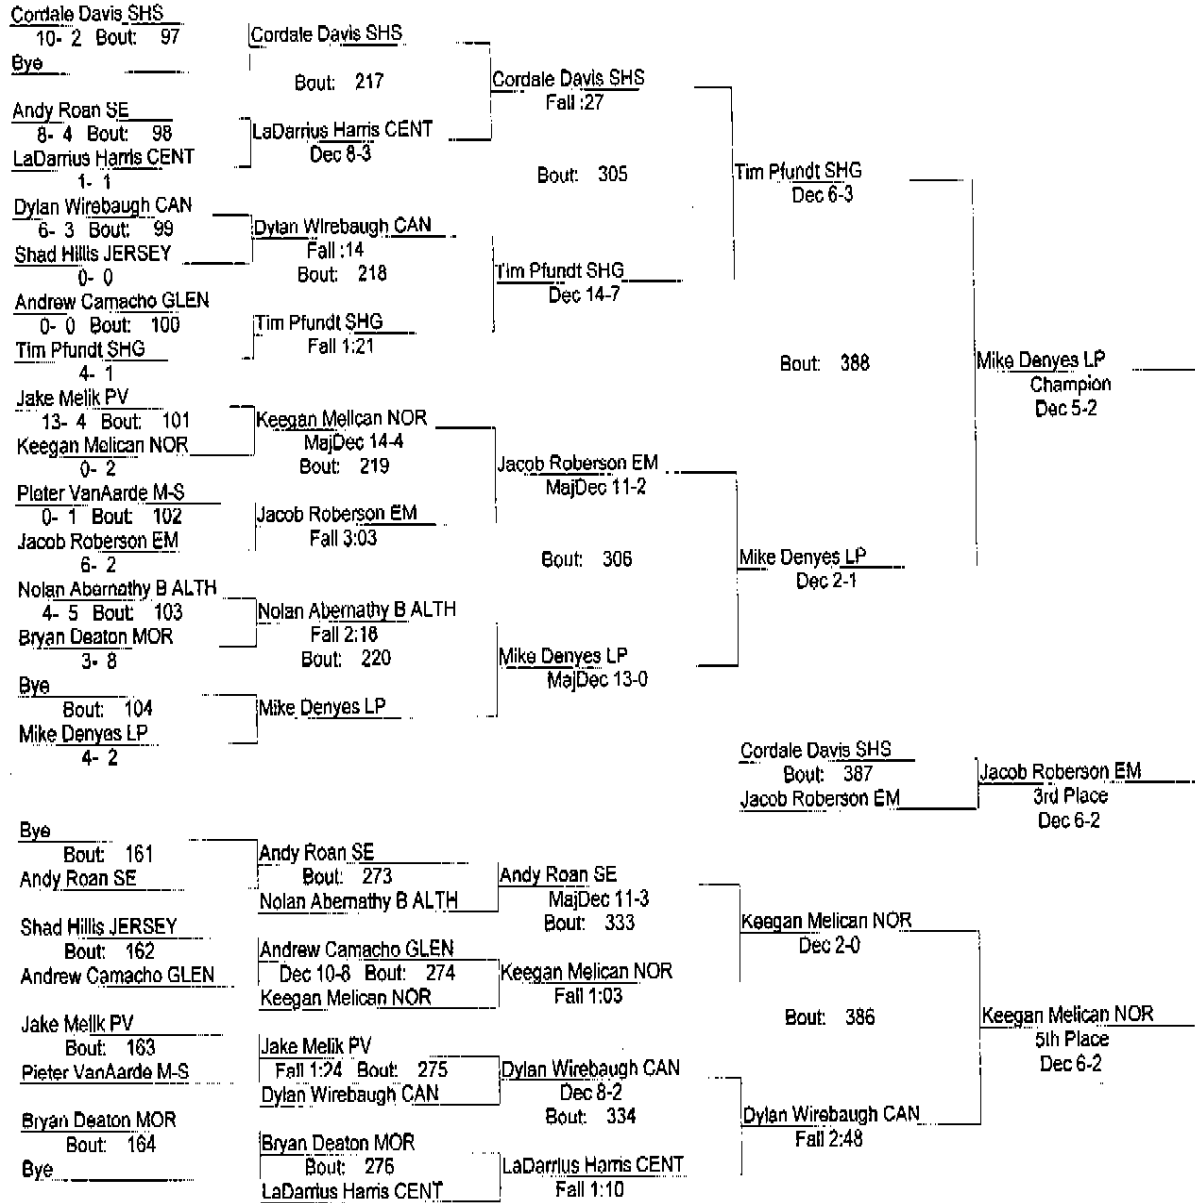 Cordale Davis SHS
10- 2 Bout: 97
Bye
Andy Roan SE
8- 4 Bout: 98
LaDarrius Harris CENT
1- 1
Dylan Wirebaugh CAN
6- 3 Bout: 99
Shad Hillis JERSEY
0- 0
Andrew Camacho GLEN
0- 0 Bout: 100
Tim Pfundt SHG
4- 1
Jake Melik PV
13- 4 Bout: 101
Keegan Melican NOR
0- 2
Pieter VanAarde M-S
0- 1 Bout: 102
Jacob Roberson EM
6- 2
Nolan Abernathy B ALTH
4- 5 Bout: 103
Bryan Deaton MOR
3- 8
Bye
Bout: 104
Mike Denyes LP
4- 2
Cordale Davis SHS
Bout: 217
LaDarrius Harris CENT
Dec 8-3
Dylan Wirebaugh CAN
Fall :14
Bout: 218
Tim Pfundt SHG
Fall 1:21
Keegan Melican NOR
MajDec 14-4
Bout: 219
Jacob Roberson EM
Fall 3:03
Nolan Abernathy B ALTH
Fall 2:18
Bout: 220
Mike Denyes LP
Cordale Davis SHS
Fall :27
Bout: 305
Tim Pfundt SHG
Dec 14-7
Jacob Roberson EM
MajDec 11-2
Bout: 306
Mike Denyes LP
MajDec 13-0
Tim Pfundt SHG
Dec 6-3
Bout: 388
Mike Denyes LP
Dec 2-1
Mike Denyes LP
Champion
Dec 5-2
Cordale Davis SHS
Bout: 387
Jacob Roberson EM
Jacob Roberson EM
3rd Place
Dec 6-2
Bye
Bout: 161
Andy Roan SE
Shad Hillis JERSEY
Bout: 162
Andrew Camacho GLEN
Jake Melik PV
Bout: 163
Pieter VanAarde M-S
Bryan Deaton MOR
Bout: 164
Bye
Andy Roan SE
Bout: 273
Nolan Abernathy B ALTH
Andrew Camacho GLEN
Dec 10-8 Bout: 274
Keegan Melican NOR
Jake Melik PV
Fall 1:24 Bout: 275
Dylan Wirebaugh CAN
Bryan Deaton MOR
Bout: 276
LaDarrius Harris CENT
Andy Roan SE
MajDec 11-3
Bout: 333
Keegan Melican NOR
Fall 1:03
Dylan Wirebaugh CAN
Dec 8-2
Bout: 334
LaDarrius Harris CENT
Fall 1:10
Keegan Melican NOR
Dec 2-0
Bout: 386
Dylan Wirebaugh CAN
Fall 2:48
Keegan Melican NOR
5th Place
Dec 6-2